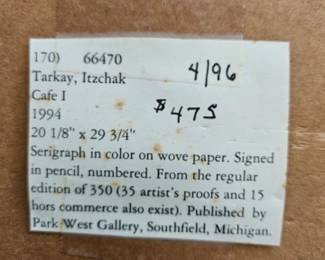 170) 66470 4/96
Tarkay, Itzchak
Cafe I $475
1994
20 1/8" x 29 3/4"
Serigraph in color on wove paper. Signed
in pencil, numbered. From the regular
edition of 350 (35 artist's proofs and 15
hors commerce also exist). Published by
Park West Gallery, Southfield, Michigan.